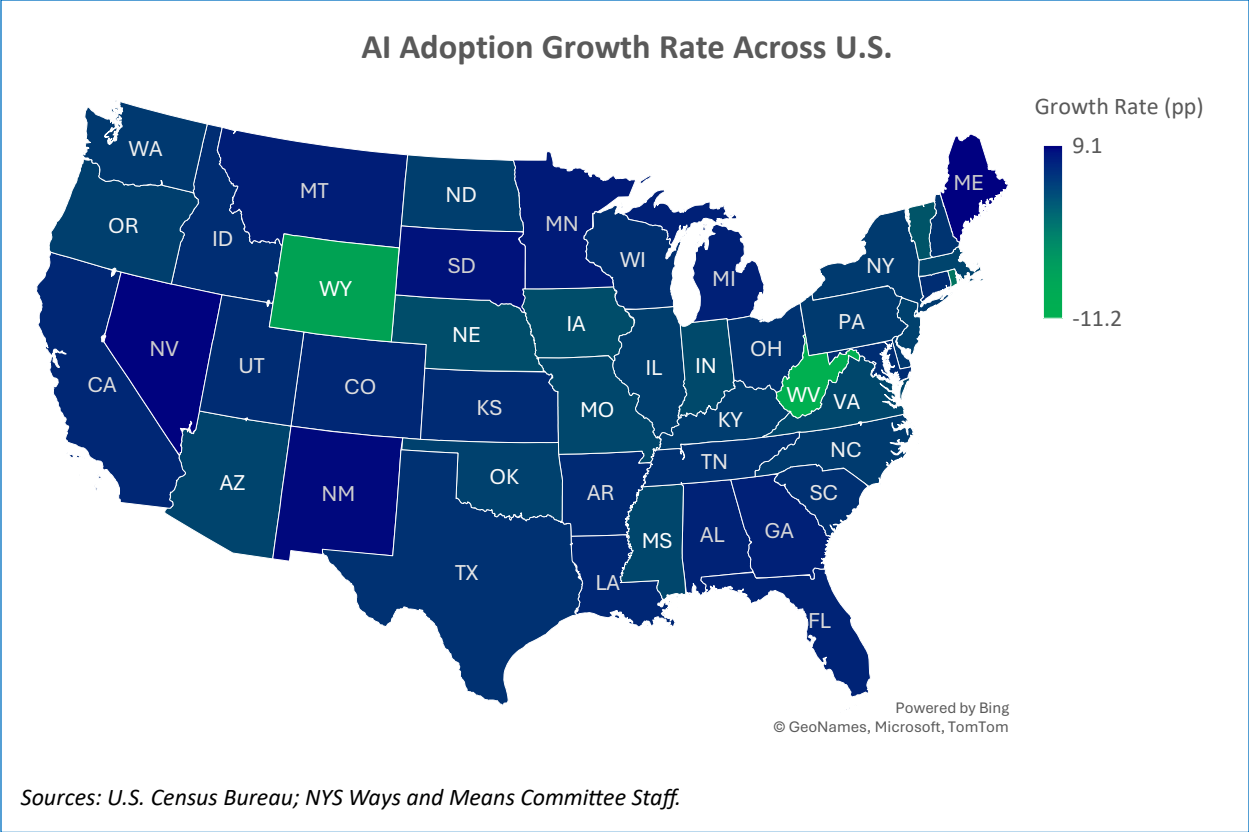 AI Adoption Growth Rate Across U.S.
Growth Rate (pp)
9.1
-11.2
WA
MT
ND
MN
ME
OR
ID
SD
WI
MI
NY
WY
NE
IA
PA
NV
UT
CO
IL
IN
OH
CA
KS
MO
WV
VA
KY
NC
AZ
NM
OK
AR
TN
SC
MS
AL
GA
TX
LA
FL
Powered by Bing
© GeoNames, Microsoft, TomTom
Sources: U.S. Census Bureau; NYS Ways and Means Committee Staff.